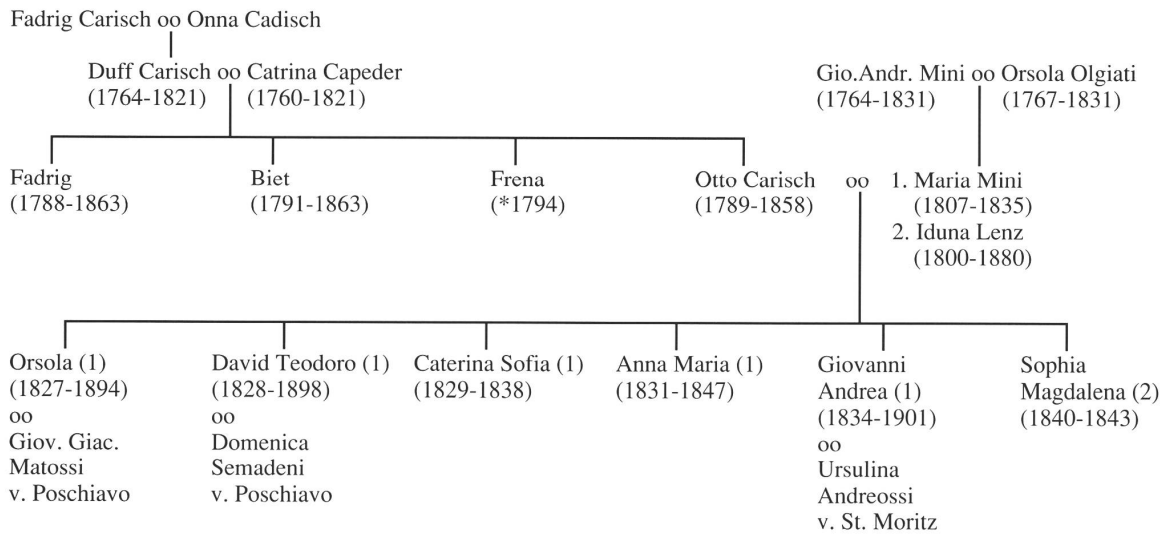 Fadrig Carisch oo Onna Cadisch
Duff Carisch oo Catrina Capeder
(1764-1821) (1760-1821)
Gio.Andr. Mini oo Orsola Olgiati
(1764-1831) (1767-1831)
Fadrig
(1788-1863)
Biet
(1791-1863)
Frena
(*1794)
Otto Carisch oo 1. Maria Mini
(1789-1858) (1807-1835)
2. Iduna Lenz
(1800-1880)
Orsola (1)
(1827-1894)
oo
Giov. Giac.
Matossi
v. Poschiavo
David Teodoro (1)
(1828-1898)
oo
Domenica
Semadeni
v. Poschiavo
Caterina Sofia (1)
(1829-1838)
Anna Maria (1)
(1831-1847)
Giovanni
Andrea (1)
(1834-1901)
oo
Ursulina
Andreossi
v. St. Moritz
Sophia
Magdalena (2)
(1840-1843)